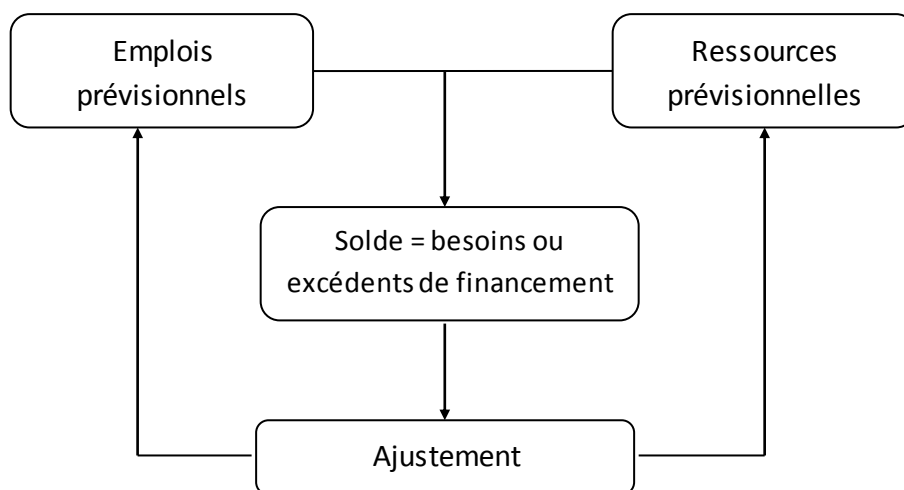 Emplois
prévisionnels
Ressources
prévisionnelles
Solde = besoins ou
excédents de financement
Ajustement